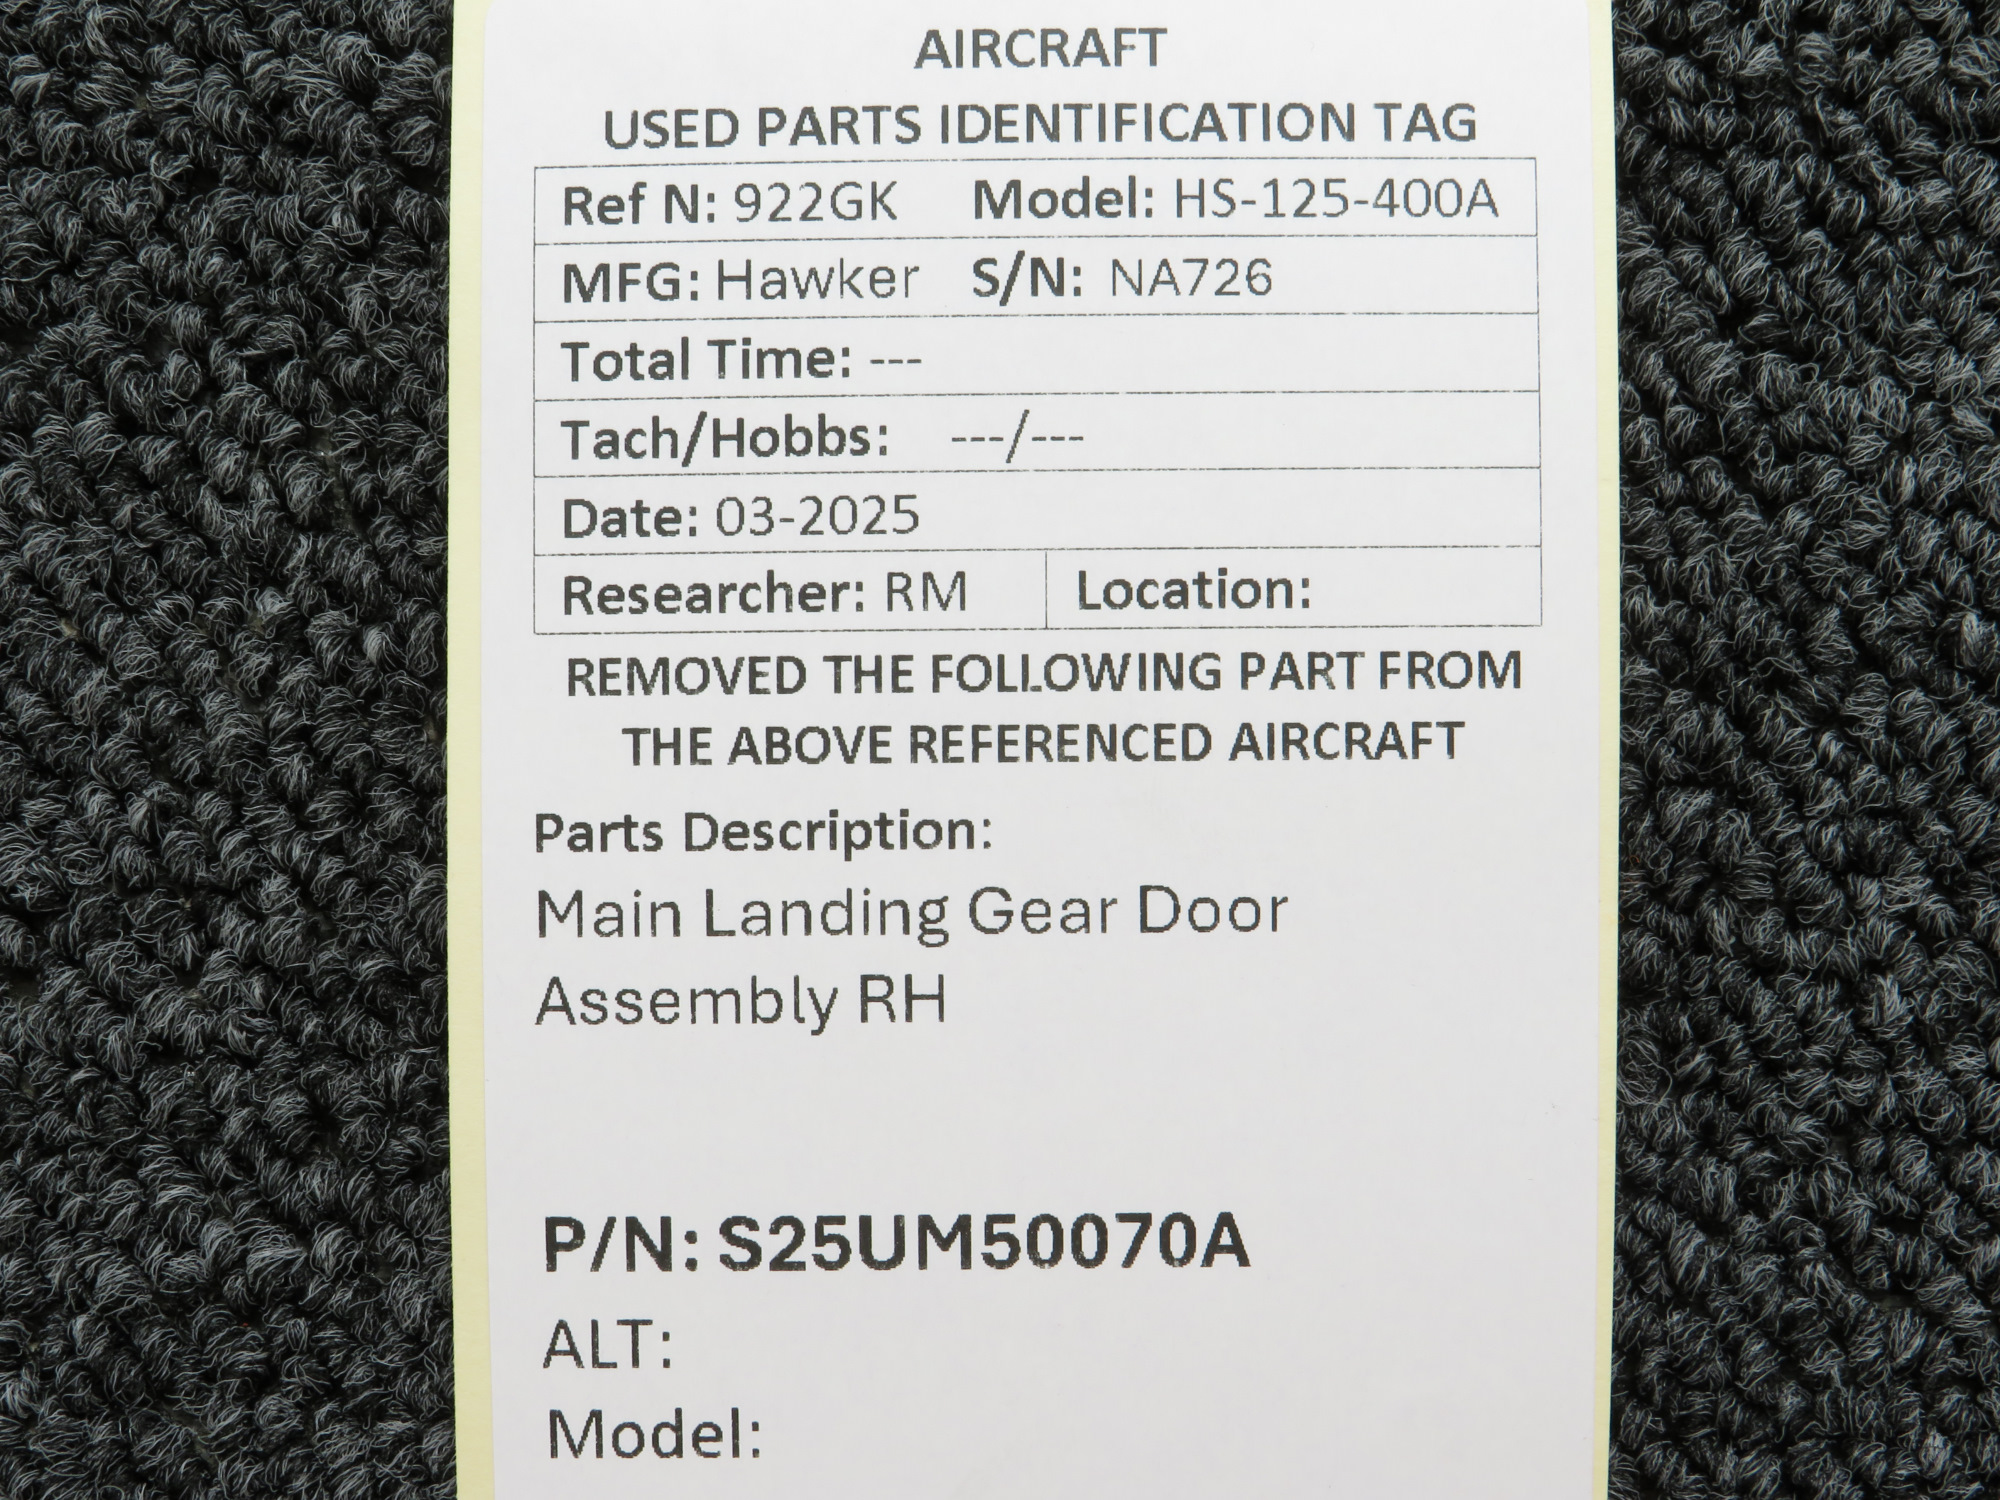 AIRCRAFT
USED PARTS IDENTIFICATION TAG
Ref N: 922GK Model: HS-125-400A
MFG: Hawker S/N: NA726
Total Time: ---
Tach/Hobbs: ---/---
Date: 03-2025
Researcher: RM Location:
REMOVED THE FOLLOWING PART FROM
THE ABOVE REFERENCED AIRCRAFT
Parts Description:
Main Landing Gear Door
Assembly RH
P/N: S25UM50070A
ALT:
Model: